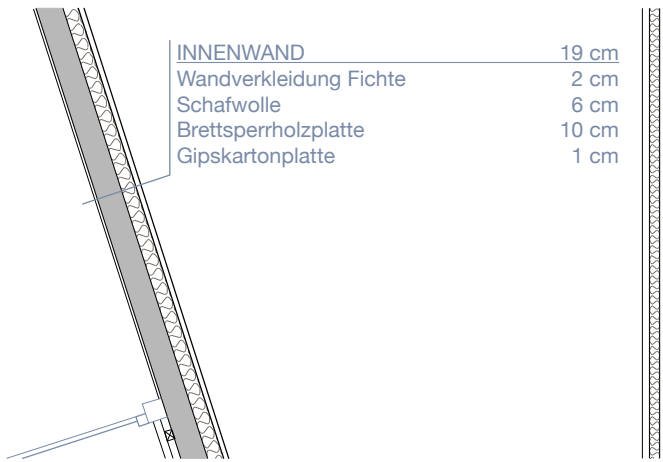 INNENWAND 19 cm
Wandverkleidung Fichte 2 cm
Schafwolle 6 cm
Brettsperrholzplatte 10 cm
Gipskartonplatte 1 cm